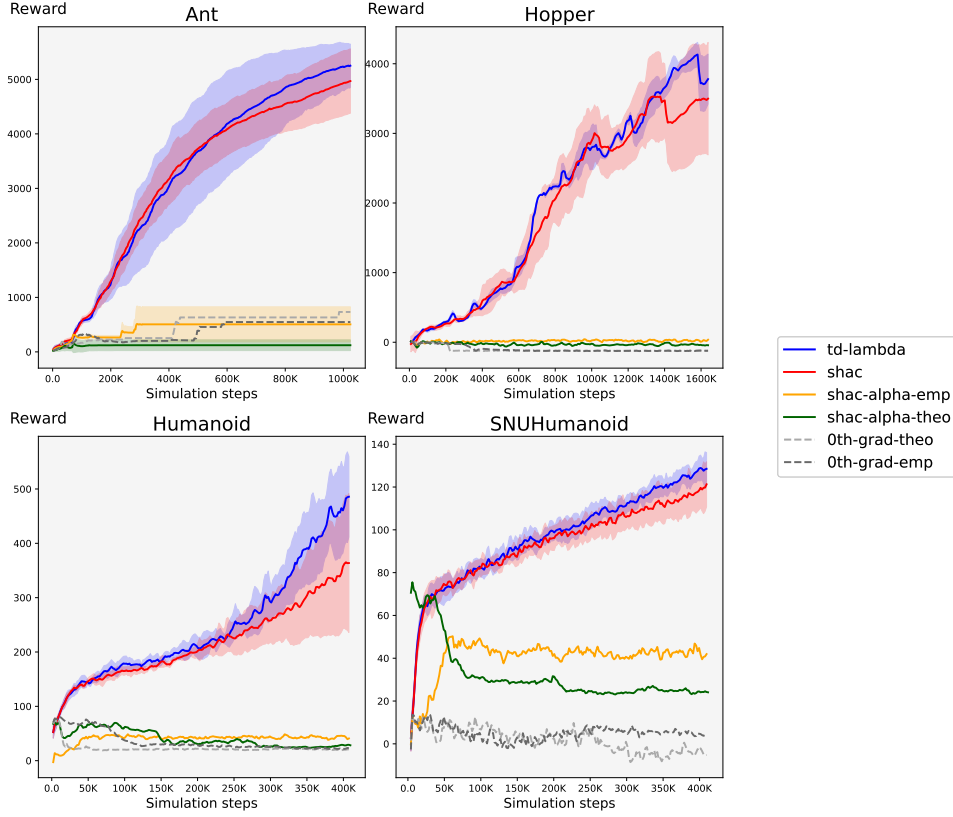 Reward
Ant
5000
4000
3000
2000
1000
0
0.0 200K 400K 600K 800K 1000K
Simulation steps
Reward
Hopper
4000
3000
2000
1000
0
0.0 200K 400K 600K 800K 1000K 1200K 1400K 1600K
Simulation steps
td-lambda
shac
shac-alpha-emp
shac-alpha-theo
0th-grad-theo
0th-grad-emp
Reward
Humanoid
500
400
300
200
100
0
0.0 50K 100K 150K 200K 250K 300K 350K 400K
Simulation steps
Reward
SNUHumanoid
140
120
100
80
60
40
20
0
0.0 50K 100K 150K 200K 250K 300K 350K 400K
Simulation steps